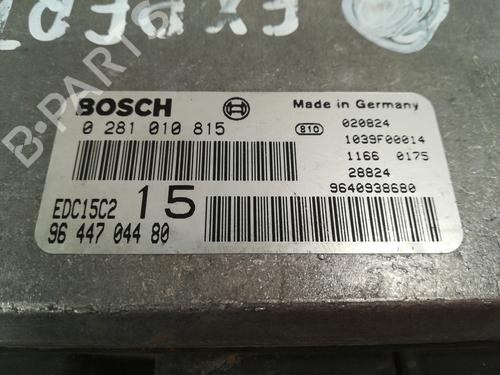 EXPERT
B-PARTS
BOSCH
Made in Germany
0 281 010 815
810
020824
1039F00014
1166 0175
28824
9640938680
EDC15C2
15
96 447 044 80